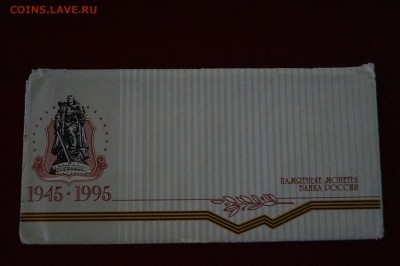 COINS.LAVE.RU
1945 · 1995
ПАМЯТНЫЕ МОНЕТЫ
БАНКА РОССИИ